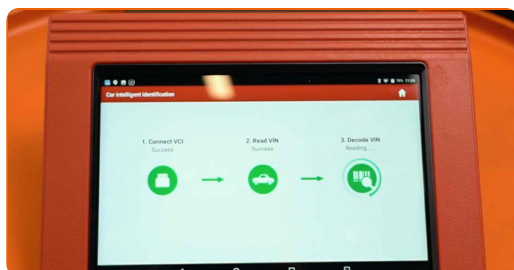 Car intelligent identification
1. Connect VCI
Success
2. Read VIN
Success
3. Decode VIN
Reading.....